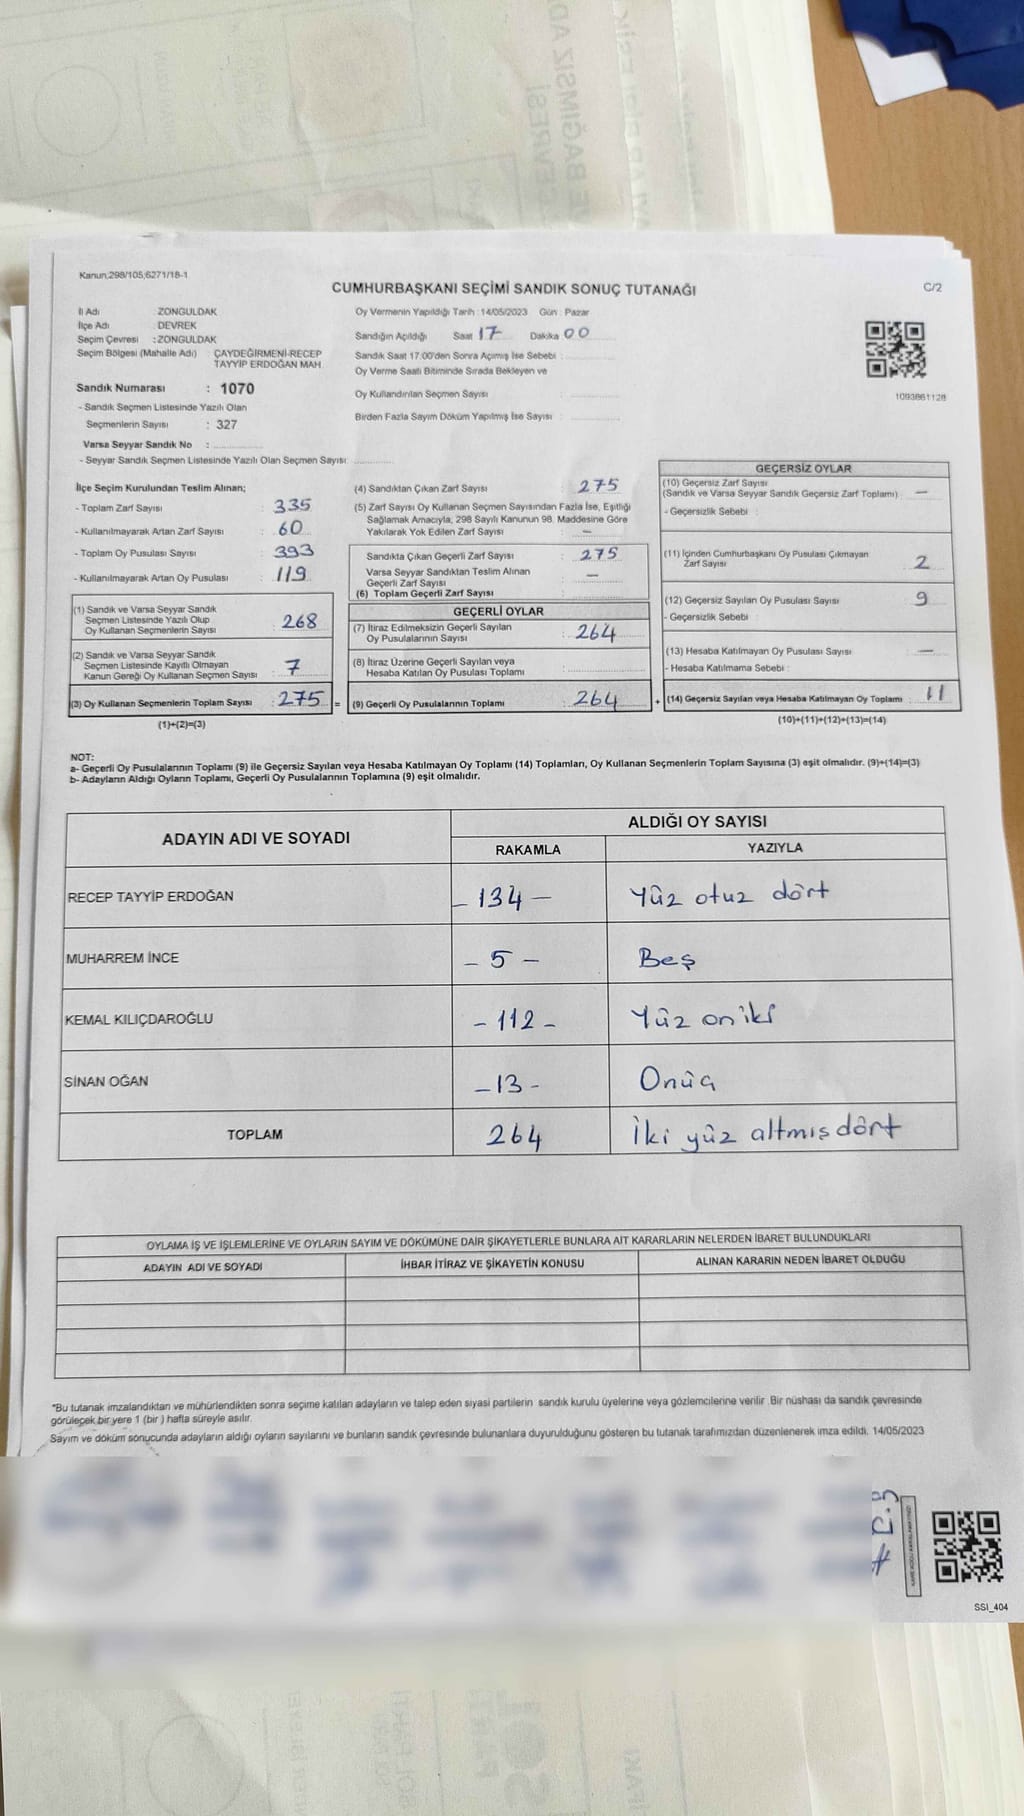 Kanun;298/105;6271/18-1
CUMHURBAŞKANI SEÇİMİ SANDIK SONUÇ TUTANAĞI
C/2
İl Adı : ZONGULDAK
İlçe Adı : DEVREK
Seçim Çevresi : ZONGULDAK
Seçim Bölgesi (Mahalle Adı) ÇAYDEĞİRMENİ-RECEP
TAYYİP ERDOĞAN MAH.
Sandık Numarası : 1070
- Sandık Seçmen Listesinde Yazılı Olan
Seçmenlerin Sayısı : 327
Varsa Seyyar Sandık No :
- Seyyar Sandık Seçmen Listesinde Yazılı Olan Seçmen Sayısı:
Oy Vermenin Yapıldığı Tarih : 14/05/2023 Gün : Pazar
Sandığın Açıldığı Saat 17 Dakika 00
Sandık Saat 17.00'den Sonra Açımış İse Sebebi :
Oy Verme Saati Bitiminde Sırada Bekleyen ve
Oy Kullandırılan Seçmen Sayısı :
Birden Fazla Sayım Döküm Yapılmış İse Sayısı :
1093861128
İlçe Seçim Kurulundan Teslim Alınan;
- Toplam Zarf Sayısı : 335
- Kullanılmayarak Artan Zarf Sayısı : 60
- Toplam Oy Pusulası Sayısı : 393
- Kullanılmayarak Artan Oy Pusulası : 119
(1) Sandık ve Varsa Seyyar Sandık
Seçmen Listesinde Yazılı Olup
Oy Kullanan Seçmenlerin Sayısı : 268
(2) Sandık ve Varsa Seyyar Sandık
Seçmen Listesinde Kayıtlı Olmayan
Kanun Gereği Oy Kullanan Seçmen Sayısı : 7
(3) Oy Kullanan Seçmenlerin Toplam Sayısı : 275 =
(1)+(2)=(3)
(4) Sandıktan Çıkan Zarf Sayısı : 275
(5) Zarf Sayısı Oy Kullanan Seçmen Sayısından Fazla İse, Eşitliği
Sağlamak Amacıyla, 298 Sayılı Kanunun 98. Maddesine Göre
Yakılarak Yok Edilen Zarf Sayısı : —
Sandıkta Çıkan Geçerli Zarf Sayısı : 275
Varsa Seyyar Sandıktan Teslim Alınan
Geçerli Zarf Sayısı : —
(6) Toplam Geçerli Zarf Sayısı :
GEÇERLİ OYLAR
(7) İtiraz Edilmeksizin Geçerli Sayılan
Oy Pusulalarının Sayısı : 264
(8) İtiraz Üzerine Geçerli Sayılan veya
Hesaba Katılan Oy Pusulası Toplamı :
(9) Geçerli Oy Pusulalarının Toplamı : 264 +
GEÇERSİZ OYLAR
(10) Geçersiz Zarf Sayısı
(Sandık ve Varsa Seyyar Sandık Geçersiz Zarf Toplamı) : —
- Geçersizlik Sebebi :
(11) İçinden Cumhurbaşkanı Oy Pusulası Çıkmayan
Zarf Sayısı : 2
(12) Geçersiz Sayılan Oy Pusulası Sayısı : 9
- Geçersizlik Sebebi :
(13) Hesaba Katılmayan Oy Pusulası Sayısı : —
- Hesaba Katılmama Sebebi :
(14) Geçersiz Sayılan veya Hesaba Katılmayan Oy Toplamı : 11
(10)+(11)+(12)+(13)=(14)
NOT:
a- Geçerli Oy Pusulalarının Toplamı (9) ile Geçersiz Sayılan veya Hesaba Katılmayan Oy Toplamı (14) Toplamları, Oy Kullanan Seçmenlerin Toplam Sayısına (3) eşit olmalıdır. (9)+(14)=(3)
b- Adayların Aldığı Oyların Toplamı, Geçerli Oy Pusulalarının Toplamına (9) eşit olmalıdır.
ADAYIN ADI VE SOYADI
ALDIĞI OY SAYISI
RAKAMLA YAZIYLA
RECEP TAYYİP ERDOĞAN – 134 – Yüz otuz dört
MUHARREM İNCE – 5 – Beş
KEMAL KILIÇDAROĞLU – 112 – Yüz oniki
SİNAN OĞAN – 13 – Onüç
TOPLAM 264 İki yüz altmışdört
OYLAMA İŞ VE İŞLEMLERİNE VE OYLARIN SAYIM VE DÖKÜMÜNE DAİR ŞİKAYETLERLE BUNLARA AİT KARARLARIN NELERDEN İBARET BULUNDUKLARI
ADAYIN ADI VE SOYADI İHBAR İTİRAZ VE ŞİKAYETİN KONUSU ALINAN KARARIN NEDEN İBARET OLDUĞU
"Bu tutanak imzalandıktan ve mühürlendikten sonra seçime katılan adayların ve talep eden siyasi partilerin sandık kurulu üyelerine veya gözlemcilerine verilir. Bir nüshası da sandık çevresinde
görülecek bir yere 1 (bir ) hafta süreyle asılır.
Sayım ve döküm sonucunda adayların aldığı oyların sayılarını ve bunların sandık çevresinde bulunanlara duyurulduğunu gösteren bu tutanak tarafımızdan düzenlenerek imza edildi. 14/05/2023
SSI_404